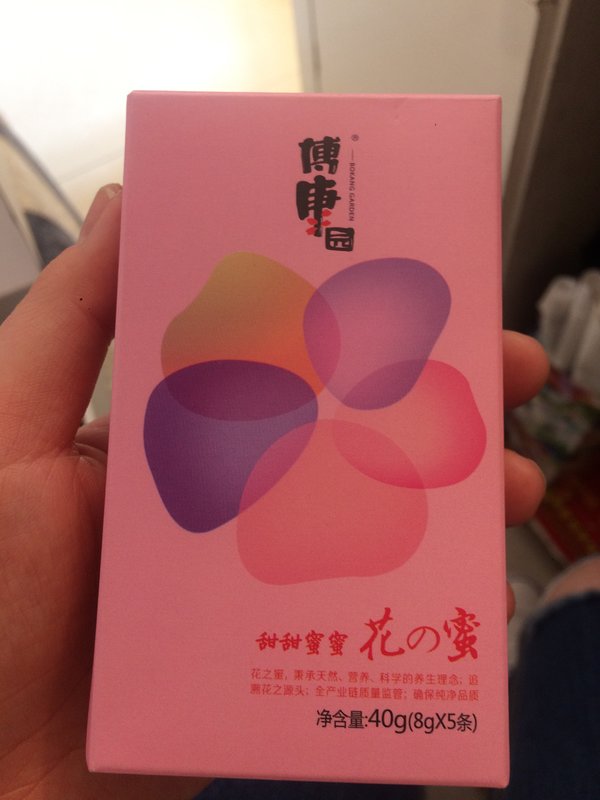 博康园
®
BOKANG GARDEN
甜甜蜜蜜 花の蜜
花之蜜，秉承天然、营养、科学的养生理念；追
溯花之源头；全产业链质量监管；确保纯净品质
净含量:40g(8gX5条)